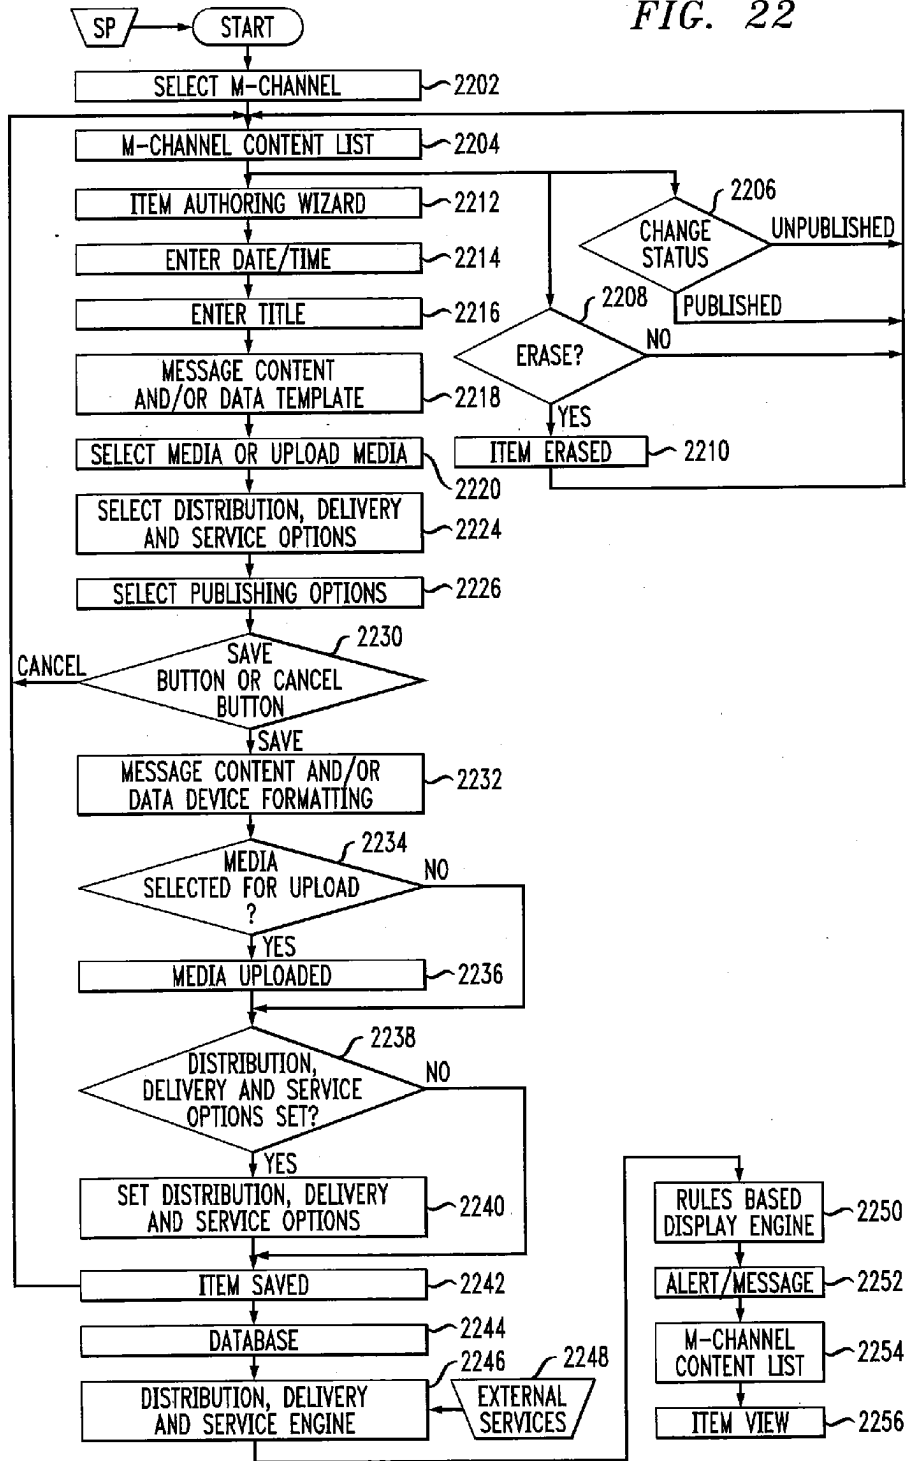 FIG. 22
SP
START
SELECT M-CHANNEL
2202
M-CHANNEL CONTENT LIST
2204
ITEM AUTHORING WIZARD
2212
2206
CHANGE
STATUS
UNPUBLISHED
PUBLISHED
ENTER DATE/TIME
2214
ENTER TITLE
2216
2208
ERASE?
NO
YES
MESSAGE CONTENT
AND/OR DATA TEMPLATE
2218
ITEM ERASED
2210
SELECT MEDIA OR UPLOAD MEDIA
2220
SELECT DISTRIBUTION, DELIVERY
AND SERVICE OPTIONS
2224
SELECT PUBLISHING OPTIONS
2226
2230
CANCEL
SAVE
BUTTON OR CANCEL
BUTTON
SAVE
MESSAGE CONTENT AND/OR
DATA DEVICE FORMATTING
2232
2234
MEDIA
SELECTED FOR UPLOAD
?
NO
YES
MEDIA UPLOADED
2236
2238
DISTRIBUTION,
DELIVERY AND SERVICE
OPTIONS SET?
NO
YES
SET DISTRIBUTION, DELIVERY
AND SERVICE OPTIONS
2240
ITEM SAVED
2242
DATABASE
2244
2246
DISTRIBUTION, DELIVERY
AND SERVICE ENGINE
2248
EXTERNAL
SERVICES
RULES BASED
DISPLAY ENGINE
2250
ALERT/MESSAGE
2252
M-CHANNEL
CONTENT LIST
2254
ITEM VIEW
2256